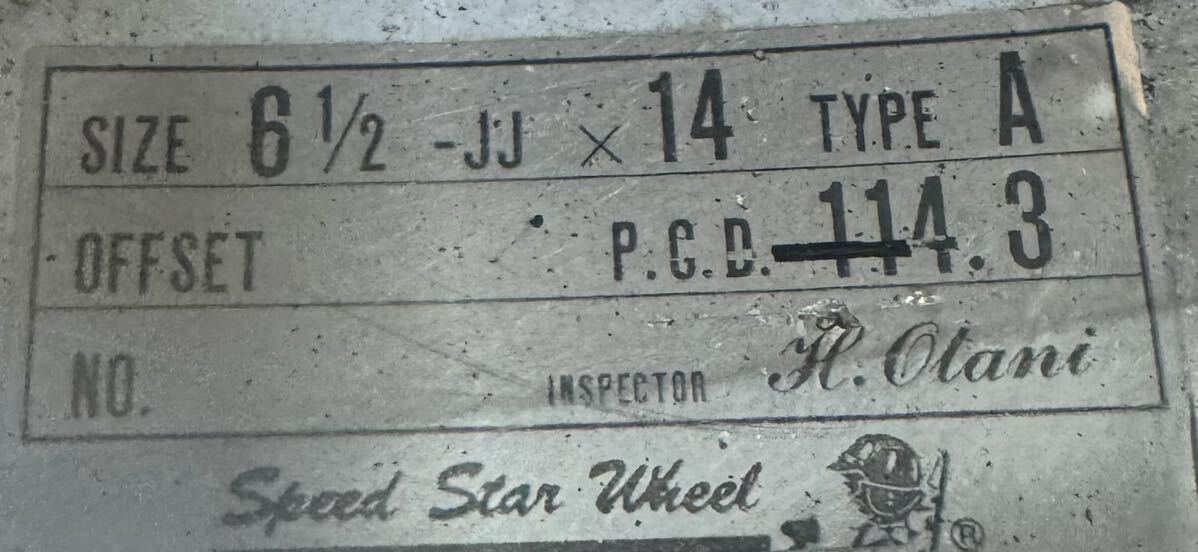 SIZE 6 1/2 -JJ × 14 TYPE A
OFFSET P.C.D. 114.3
NO. INSPECTOR H. Otani
Speed Star Wheel ®